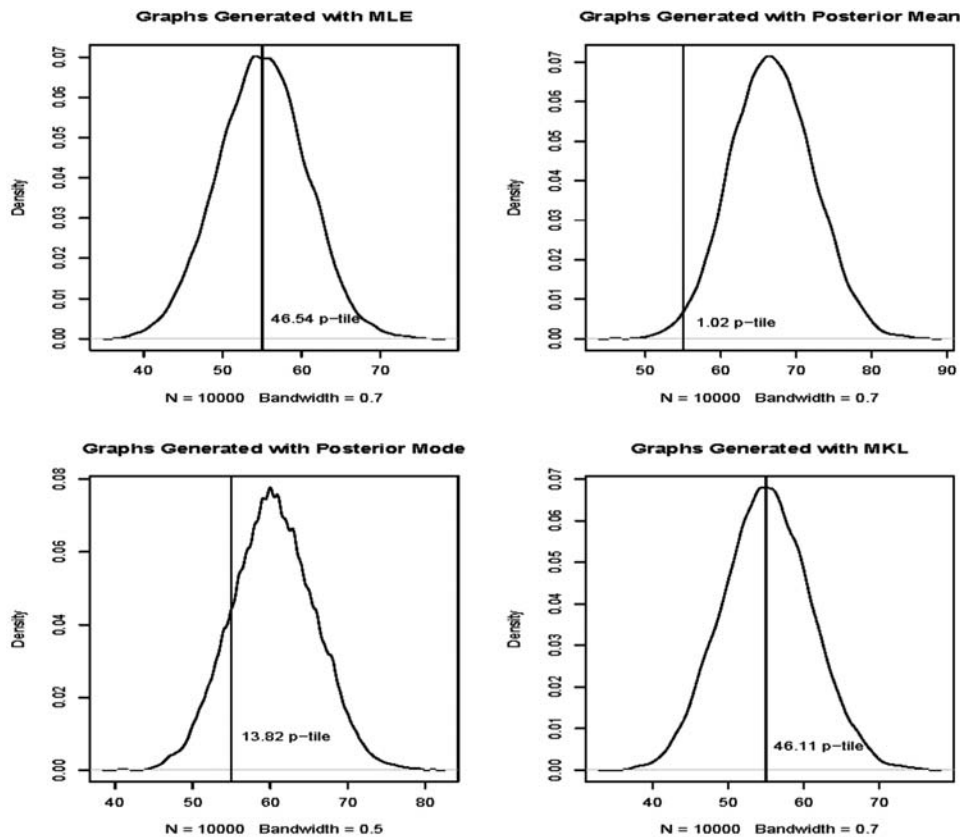 Graphs Generated with MLE
Density
0.00 0.01 0.02 0.03 0.04 0.05 0.06 0.07
46.54 p-tile
40 50 60 70
N = 10000 Bandwidth = 0.7
Graphs Generated with Posterior Mean
Density
0.00 0.01 0.02 0.03 0.04 0.05 0.06 0.07
1.02 p-tile
50 60 70 80 90
N = 10000 Bandwidth = 0.7
Graphs Generated with Posterior Mode
Density
0.00 0.02 0.04 0.06 0.08
13.82 p-tile
40 50 60 70 80
N = 10000 Bandwidth = 0.5
Graphs Generated with MKL
Density
0.00 0.01 0.02 0.03 0.04 0.05 0.06 0.07
46.11 p-tile
40 50 60 70
N = 10000 Bandwidth = 0.7